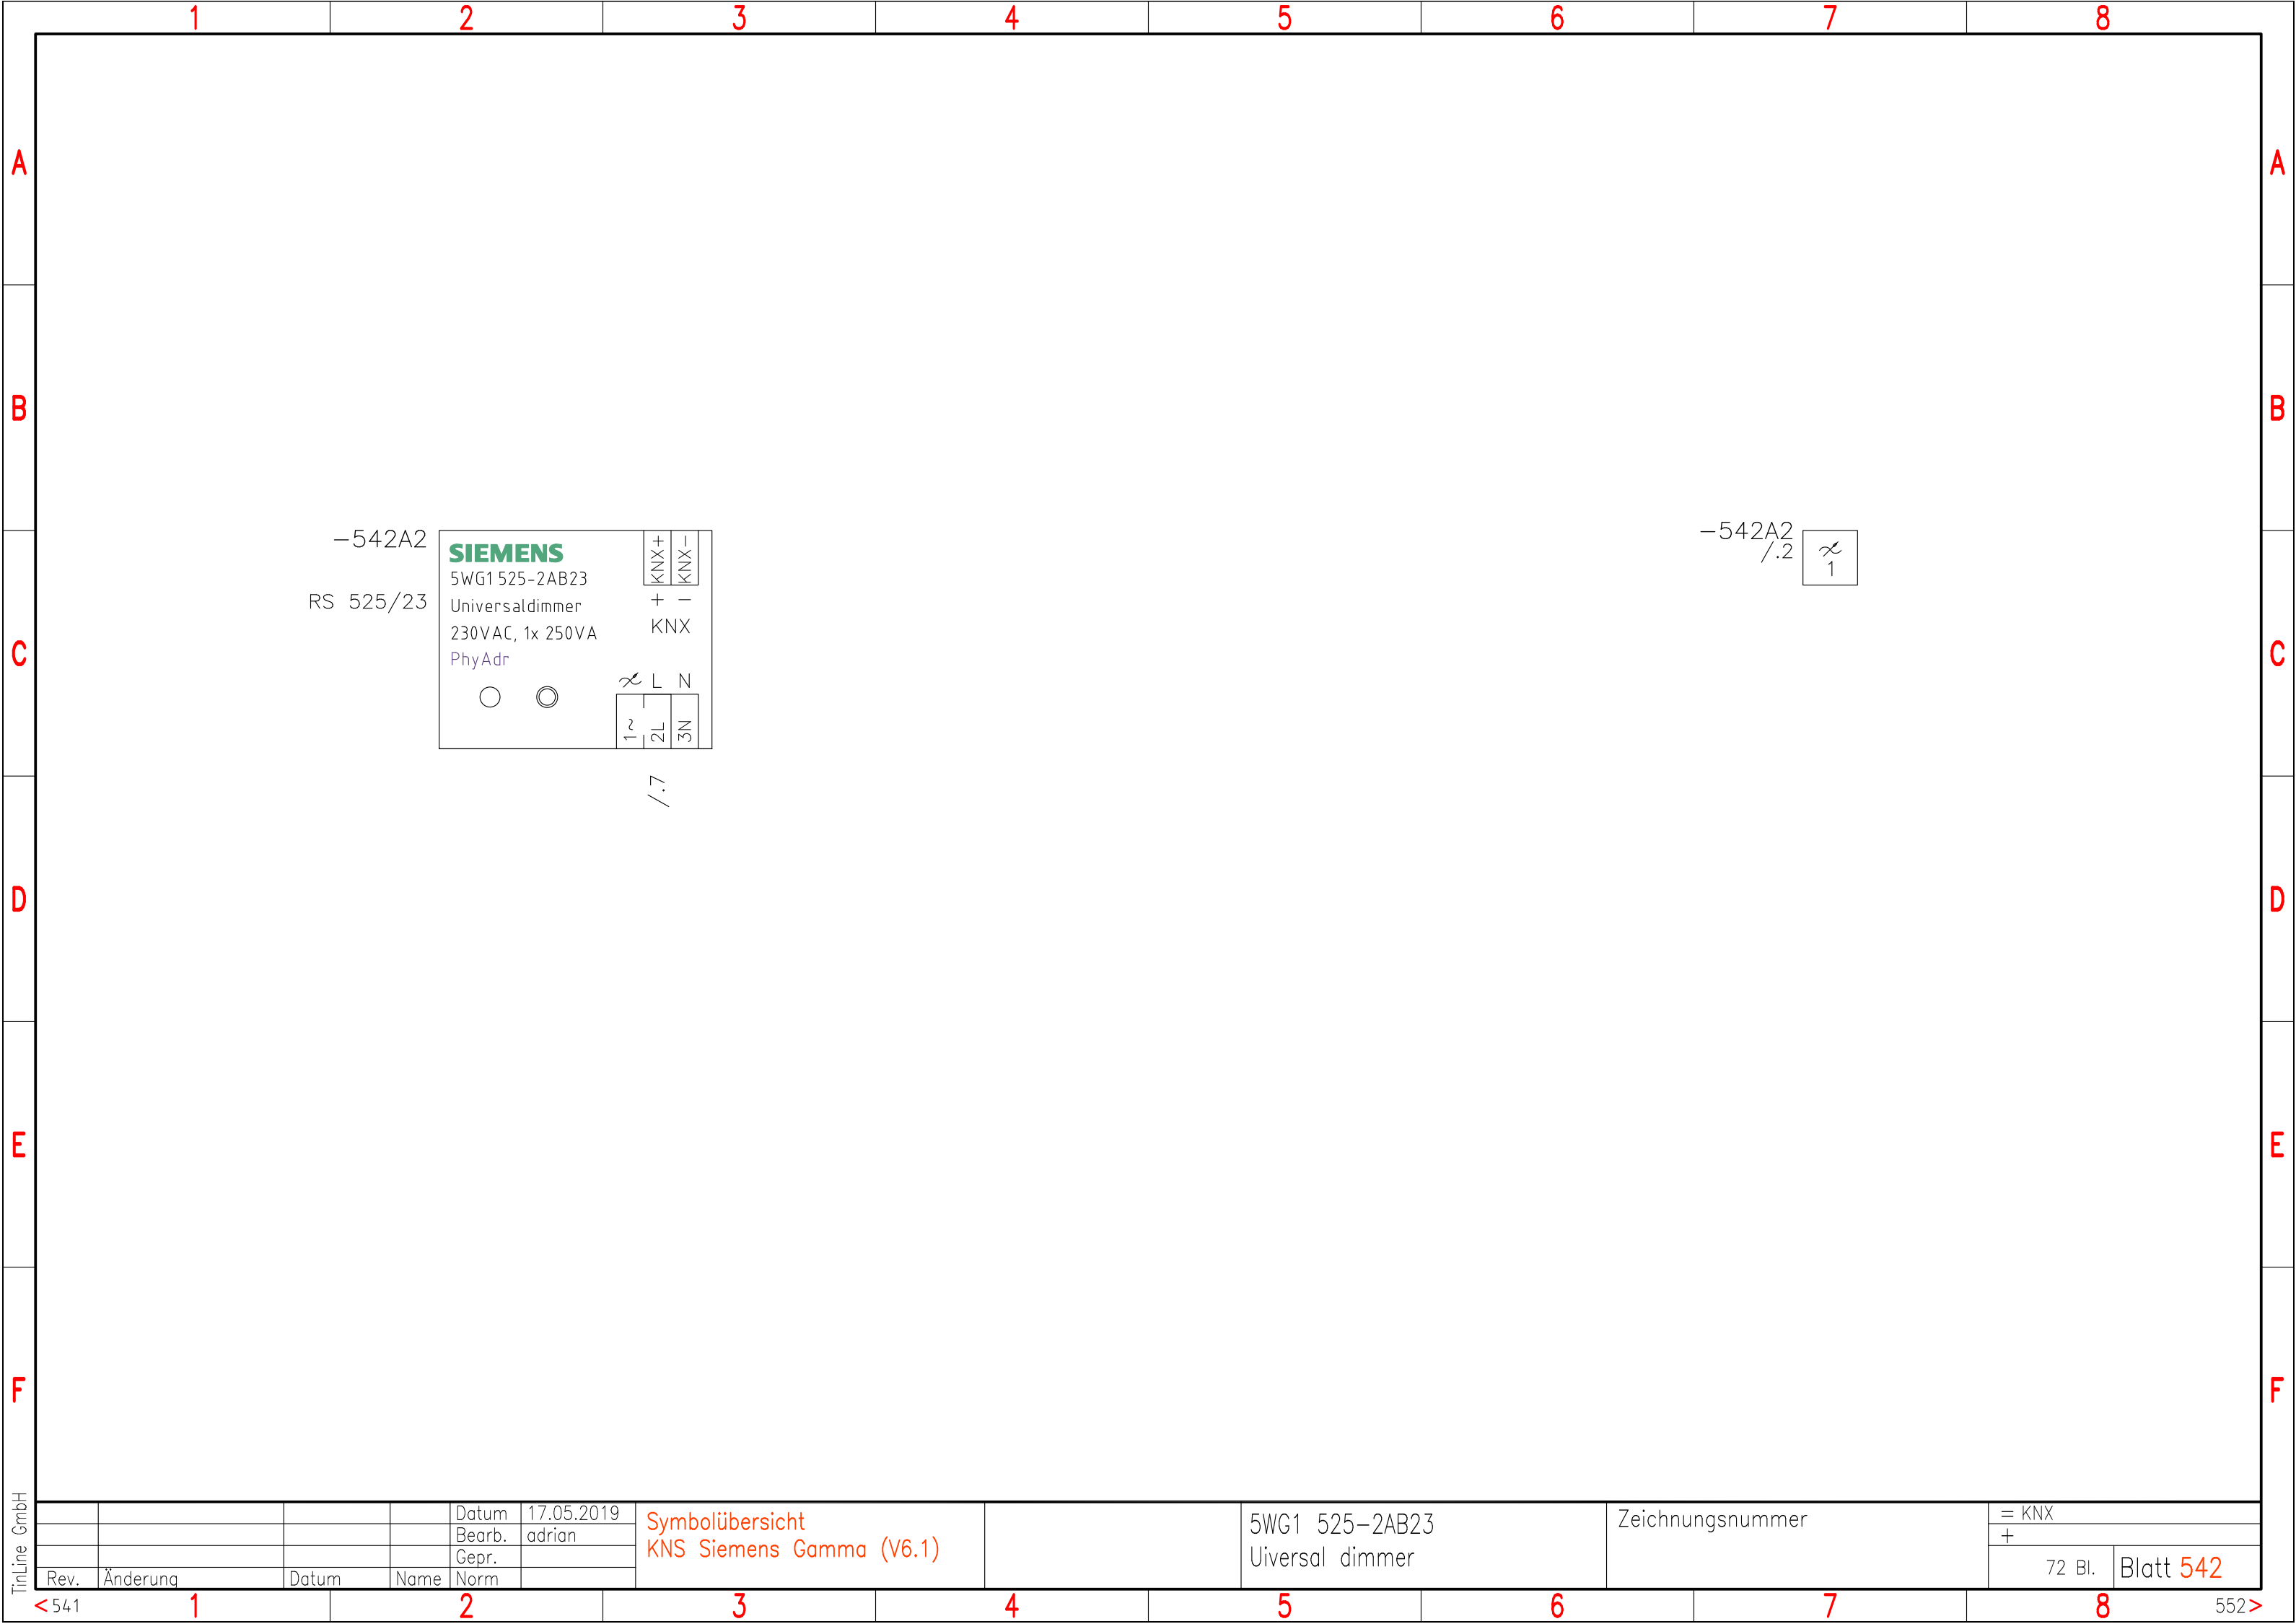 1 2 3 4 5 6 7 8
A A
B B
-542A2
SIEMENS
5WG1 525-2AB23
RS 525/23
Universaldimmer
230VAC, 1x 250VA
PhyAdr
KNX+ KNX-
+ -
KNX
L N
1~ 2L 3N
/.7
-542A2
/.2
1
C C
D D
E E
F F
TinLine GmbH
Datum 17.05.2019
Bearb. adrian
Gepr.
Rev. Änderung Datum Name Norm
Symbolübersicht
KNS Siemens Gamma (V6.1)
5WG1 525-2AB23
Uiversal dimmer
Zeichnungsnummer
= KNX
+
72 Bl. Blatt 542
<541 1 2 3 4 5 6 7 8 552>